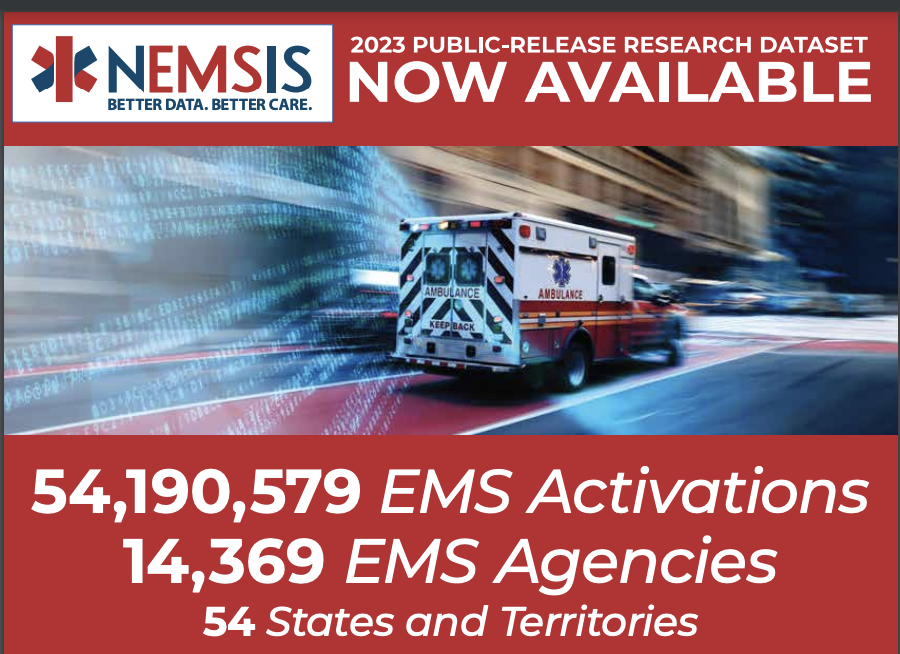 NEMSIS
BETTER DATA. BETTER CARE.
2023 PUBLIC-RELEASE RESEARCH DATASET
NOW AVAILABLE
AMBULANCE
KEEP BACK
AMBULANCE
54,190,579 EMS Activations
14,369 EMS Agencies
54 States and Territories